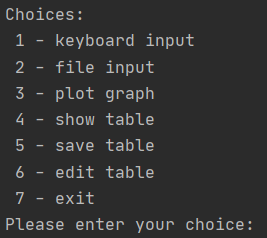 Choices:
1 - keyboard input
2 - file input
3 - plot graph
4 - show table
5 - save table
6 - edit table
7 - exit
Please enter your choice: